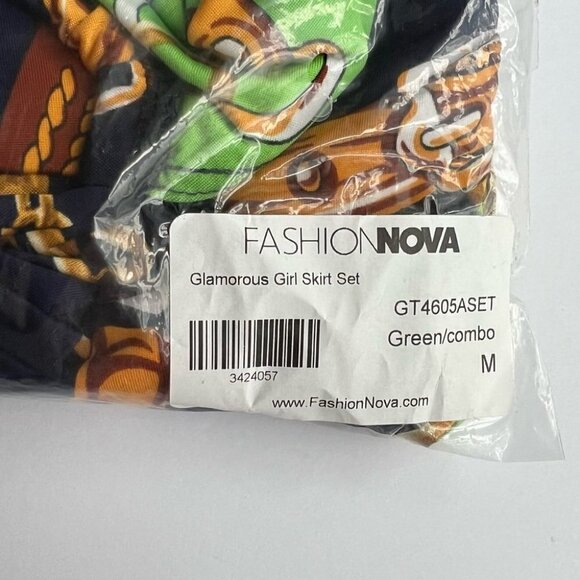 FASHIONNOVA
Glamorous Girl Skirt Set
GT4605ASET
Green/combo
M
3424057
www.FashionNova.com